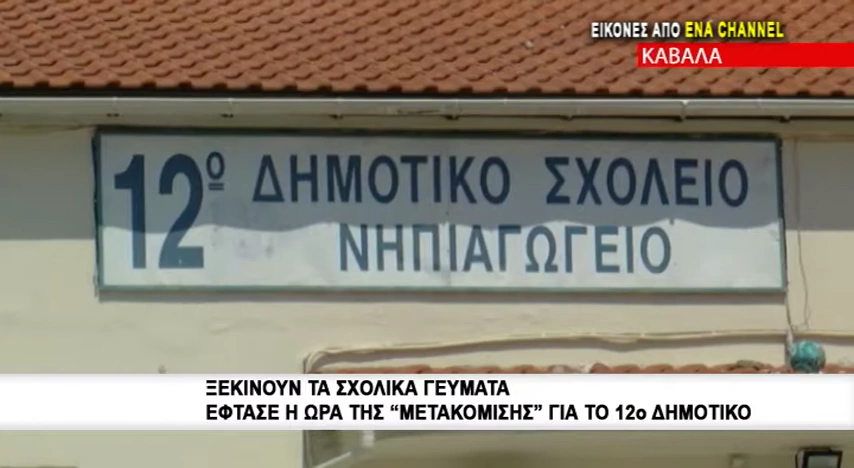 ΕΙΚΟΝΕΣ ΑΠΟ ΕΝΑ CHANNEL
ΚΑΒΑΛΑ
12º ΔΗΜΟΤΙΚΟ ΣΧΟΛΕΙΟ
ΝΗΠΙΑΓΩΓΕΙΟ
ΞΕΚΙΝΟΥΝ ΤΑ ΣΧΟΛΙΚΑ ΓΕΥΜΑΤΑ
ΕΦΤΑΣΕ Η ΩΡΑ ΤΗΣ “ΜΕΤΑΚΟΜΙΣΗΣ” ΓΙΑ ΤΟ 12ο ΔΗΜΟΤΙΚΟ